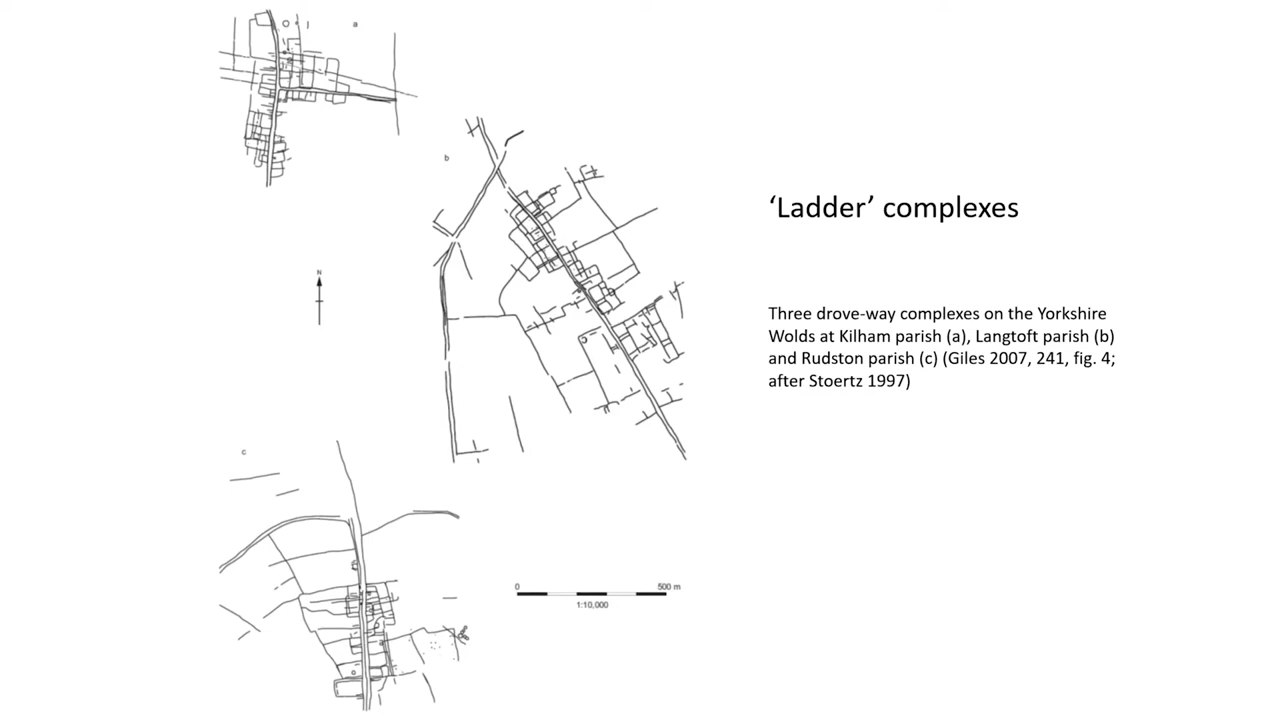 a
b
N
‘Ladder’ complexes
Three drove-way complexes on the Yorkshire
Wolds at Kilham parish (a), Langtoft parish (b)
and Rudston parish (c) (Giles 2007, 241, fig. 4;
after Stoertz 1997)
c
0 500 m
1:10,000